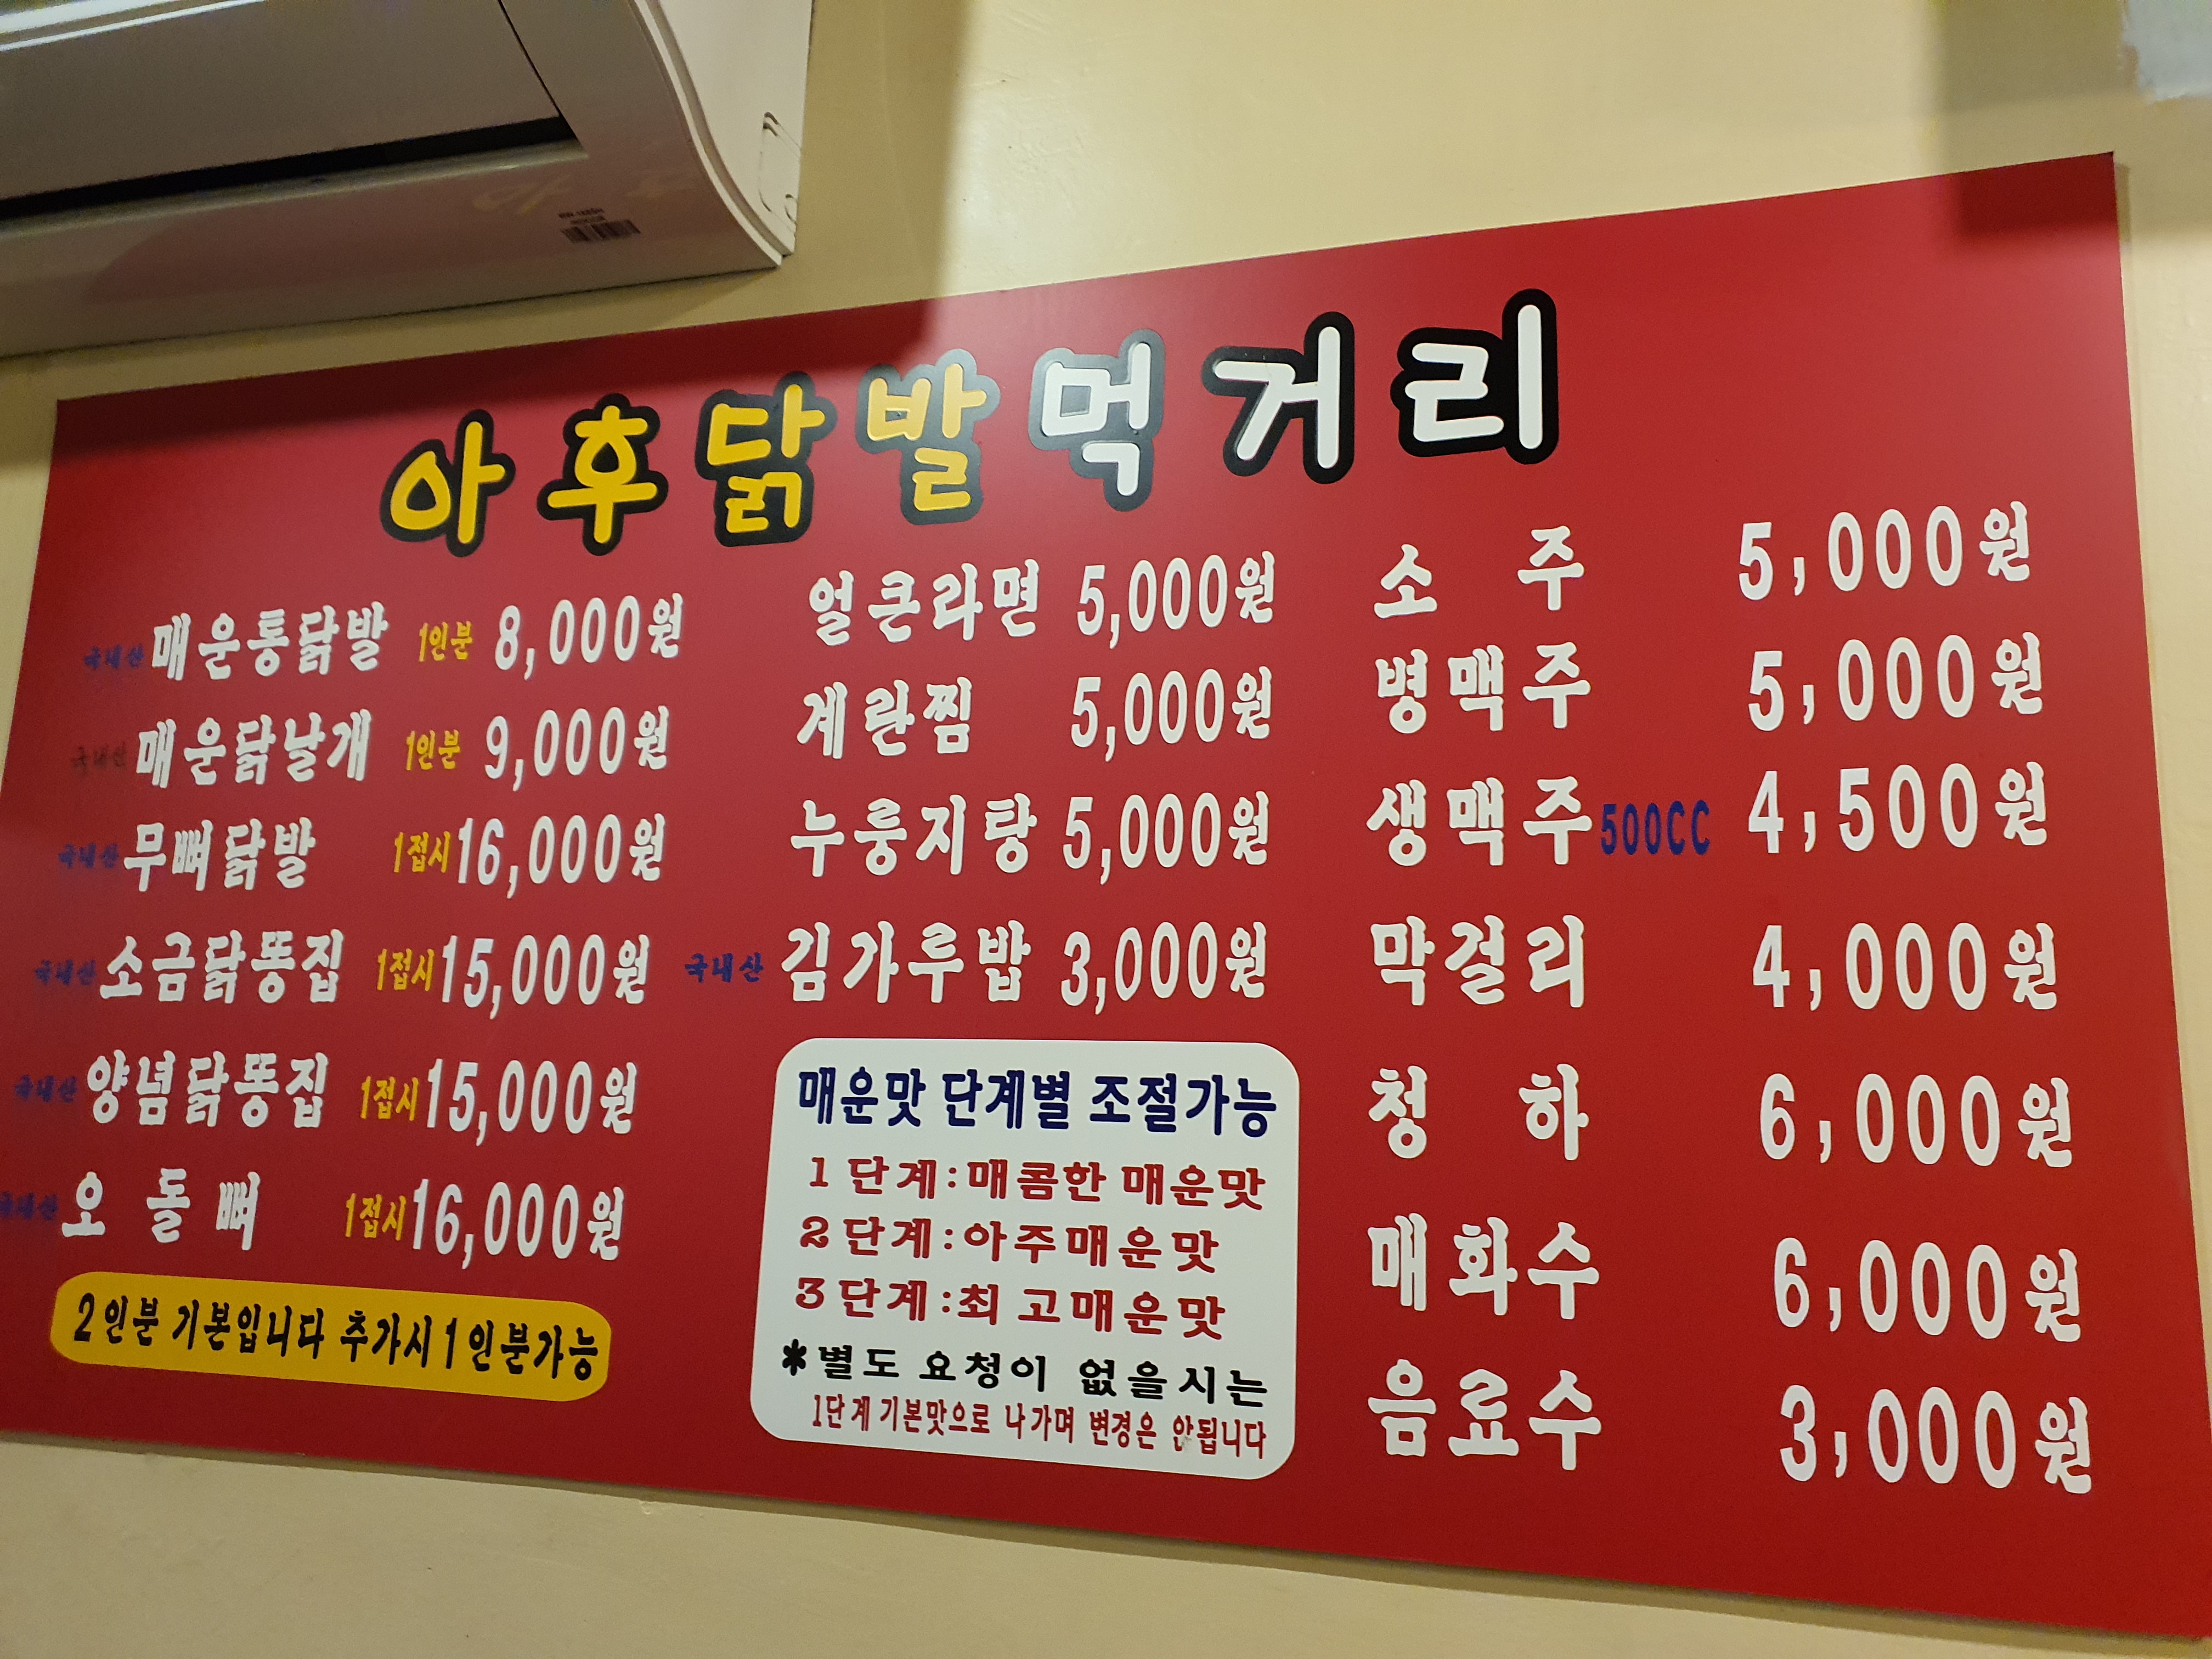 아후닭발먹거리
국내산 매운통닭발 1인분 8,000원
국내산 매운닭날개 1인분 9,000원
국내산 무뼈닭발 1접시 16,000원
국내산 소금닭똥집 1접시 15,000원
국내산 양념닭똥집 1접시 15,000원
국내산 오돌뼈 1접시 16,000원
2인분 기본입니다 추가시 1인분가능
얼큰라면 5,000원
계란찜 5,000원
누룽지탕 5,000원
국내산 김가루밥 3,000원
매운맛 단계별 조절가능
1단계:매콤한 매운맛
2단계:아주매운맛
3단계:최고매운맛
*별도 요청이 없을시는
1단계 기본맛으로 나가며 변경은 안됩니다
소주 5,000원
병맥주 5,000원
생맥주 500CC 4,500원
막걸리 4,000원
청하 6,000원
매화수 6,000원
음료수 3,000원